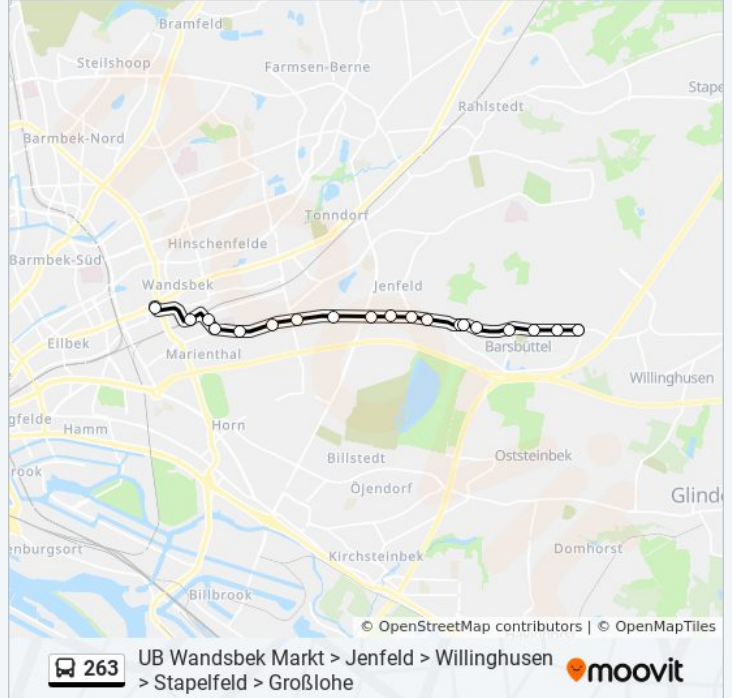 Bramfeld
Steilshoop
Farmsen-Berne
Stape
Rahlstedt
Barmbek-Nord
Tonndorf
Hinschenfelde
Barmbek-Süd
Wandsbek
Jenfeld
Eilbek
Marienthal
Barsbüttel
Willinghusen
gfelde
Hamm
Horn
Billstedt
Oststeinbek
rook
Öjendorf
Glind
enburgsort
Kirchsteinbek
Domhorst
Billbrook
© OpenStreetMap contributors | © OpenMapTiles
263
UB Wandsbek Markt > Jenfeld > Willinghusen
> Stapelfeld > Großlohe
moovit